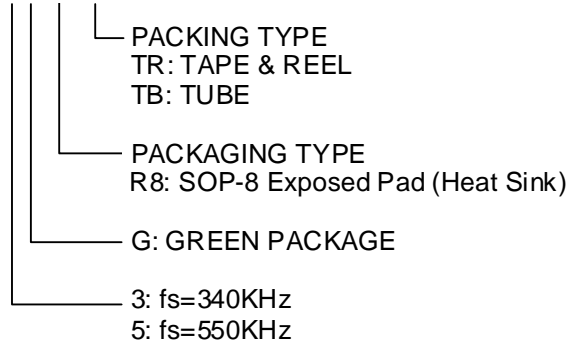 PACKING TYPE
TR: TAPE & REEL
TB: TUBE
PACKAGING TYPE
R8: SOP-8 Exposed Pad (Heat Sink)
G: GREEN PACKAGE
3: fs=340KHz
5: fs=550KHz